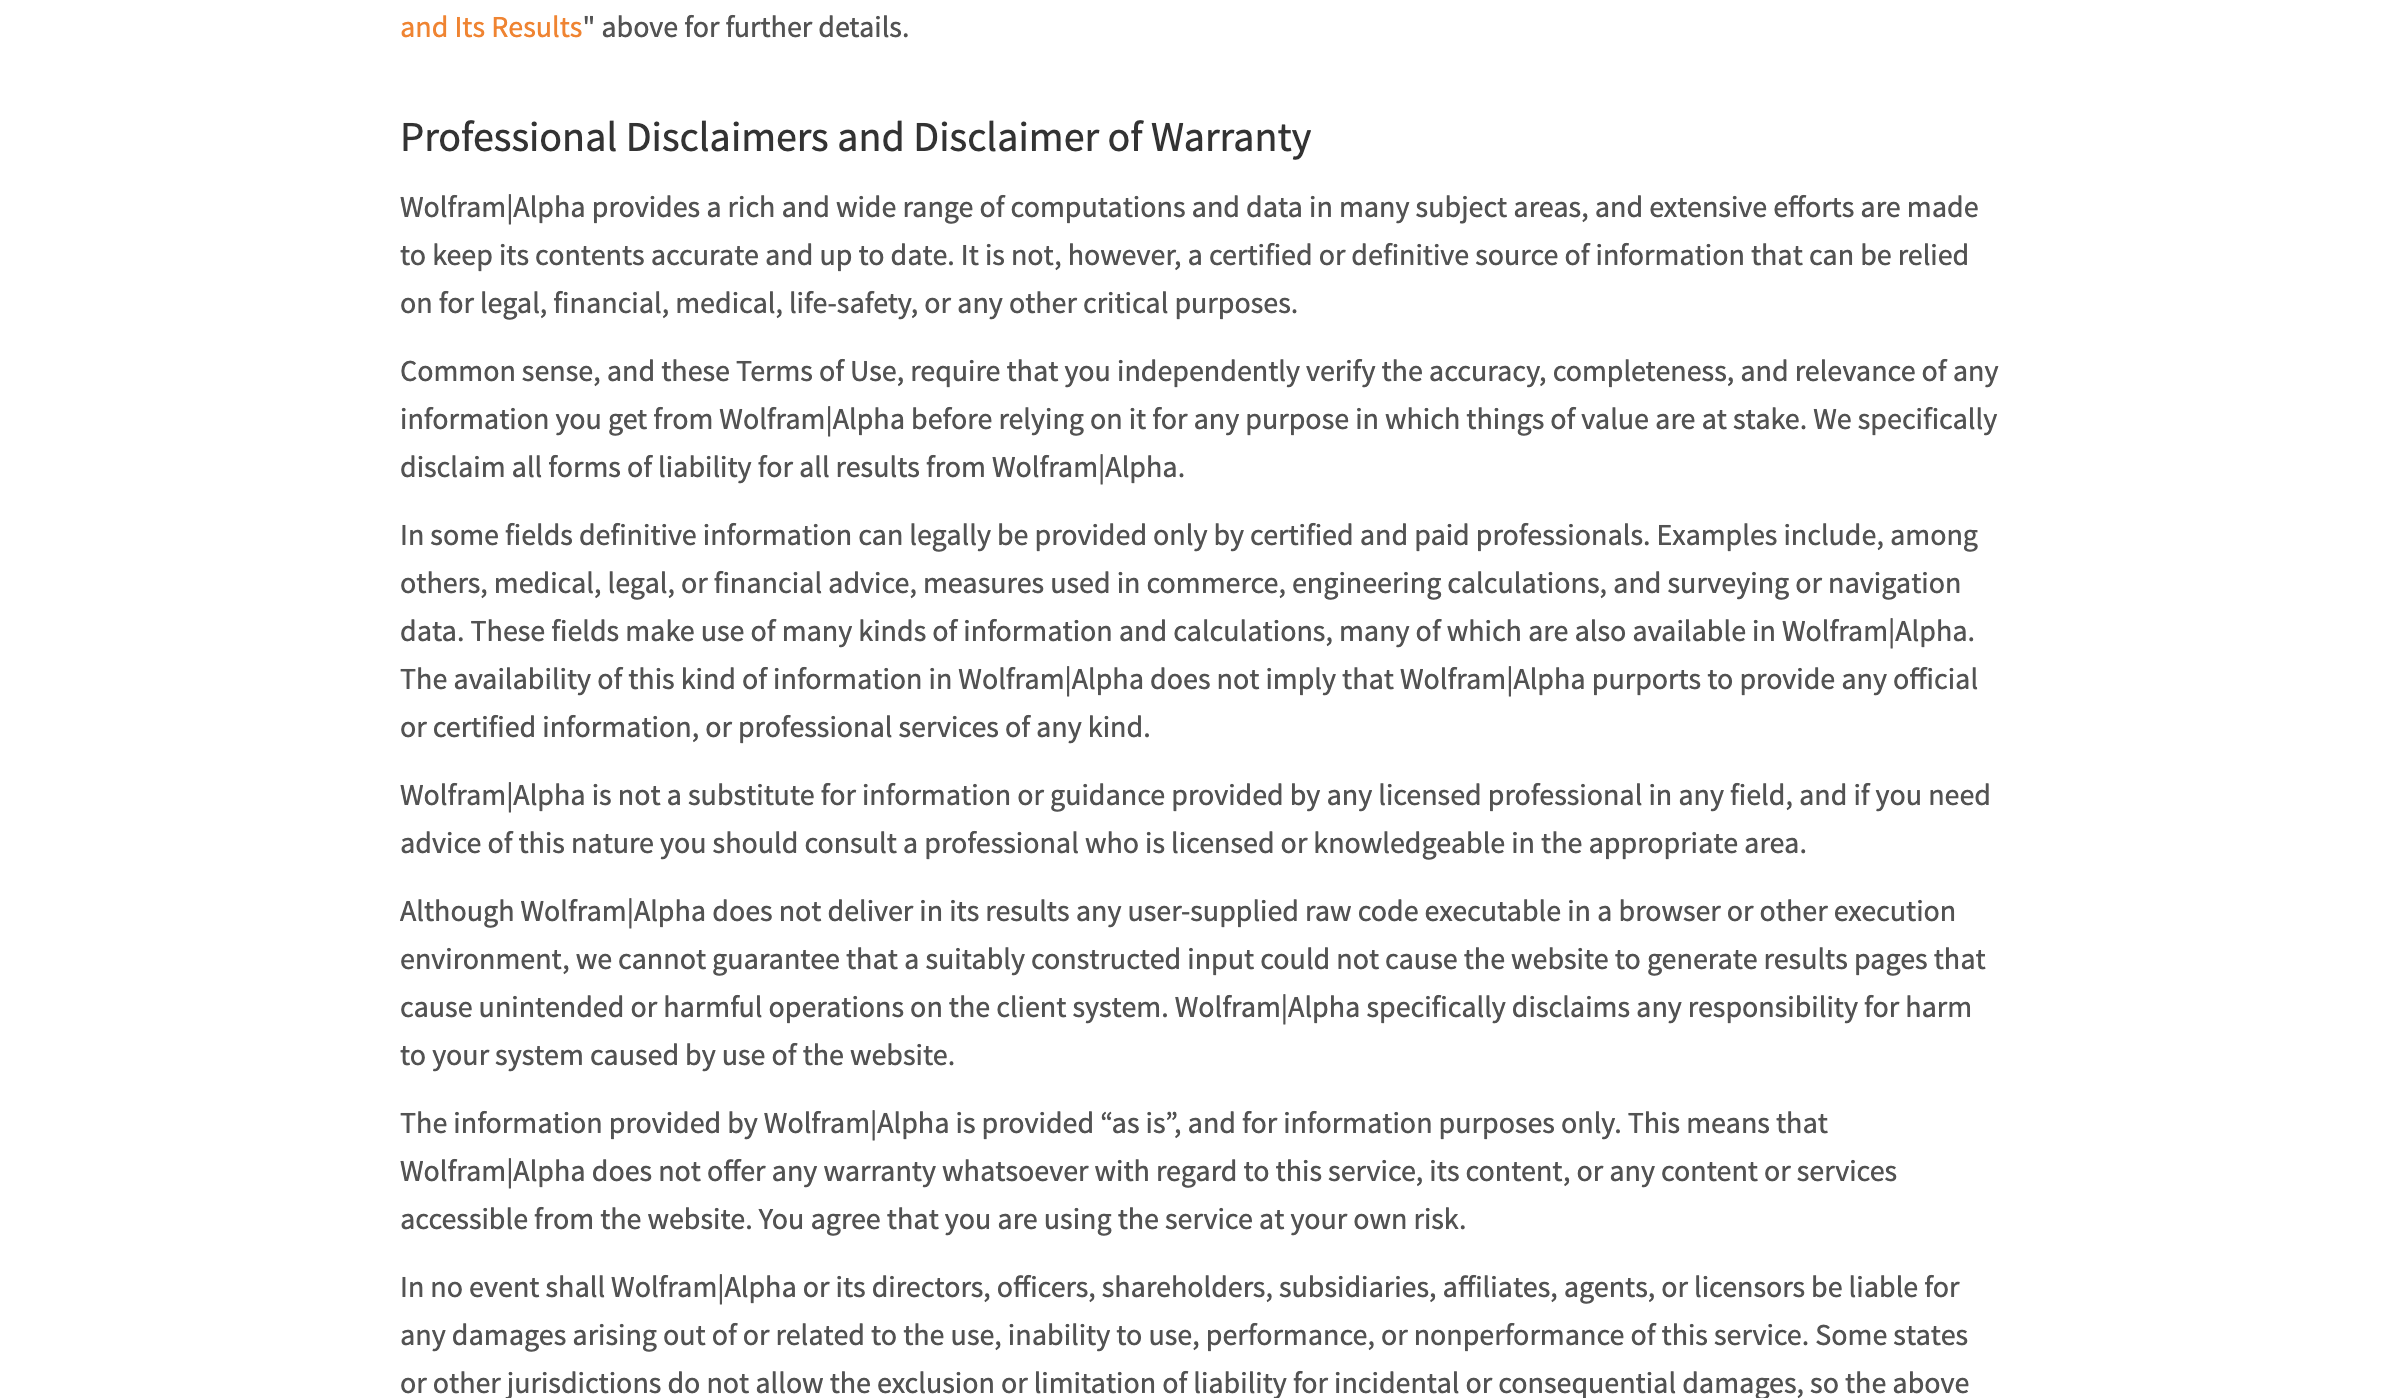 and Its Results" above for further details.
Professional Disclaimers and Disclaimer of Warranty
Wolfram|Alpha provides a rich and wide range of computations and data in many subject areas, and extensive efforts are made
to keep its contents accurate and up to date. It is not, however, a certified or definitive source of information that can be relied
on for legal, financial, medical, life-safety, or any other critical purposes.
Common sense, and these Terms of Use, require that you independently verify the accuracy, completeness, and relevance of any
information you get from Wolfram|Alpha before relying on it for any purpose in which things of value are at stake. We specifically
disclaim all forms of liability for all results from Wolfram|Alpha.
In some fields definitive information can legally be provided only by certified and paid professionals. Examples include, among
others, medical, legal, or financial advice, measures used in commerce, engineering calculations, and surveying or navigation
data. These fields make use of many kinds of information and calculations, many of which are also available in Wolfram|Alpha.
The availability of this kind of information in Wolfram|Alpha does not imply that Wolfram|Alpha purports to provide any official
or certified information, or professional services of any kind.
Wolfram|Alpha is not a substitute for information or guidance provided by any licensed professional in any field, and if you need
advice of this nature you should consult a professional who is licensed or knowledgeable in the appropriate area.
Although Wolfram|Alpha does not deliver in its results any user-supplied raw code executable in a browser or other execution
environment, we cannot guarantee that a suitably constructed input could not cause the website to generate results pages that
cause unintended or harmful operations on the client system. Wolfram|Alpha specifically disclaims any responsibility for harm
to your system caused by use of the website.
The information provided by Wolfram|Alpha is provided “as is”, and for information purposes only. This means that
Wolfram|Alpha does not offer any warranty whatsoever with regard to this service, its content, or any content or services
accessible from the website. You agree that you are using the service at your own risk.
In no event shall Wolfram|Alpha or its directors, officers, shareholders, subsidiaries, affiliates, agents, or licensors be liable for
any damages arising out of or related to the use, inability to use, performance, or nonperformance of this service. Some states
or other jurisdictions do not allow the exclusion or limitation of liability for incidental or consequential damages, so the above